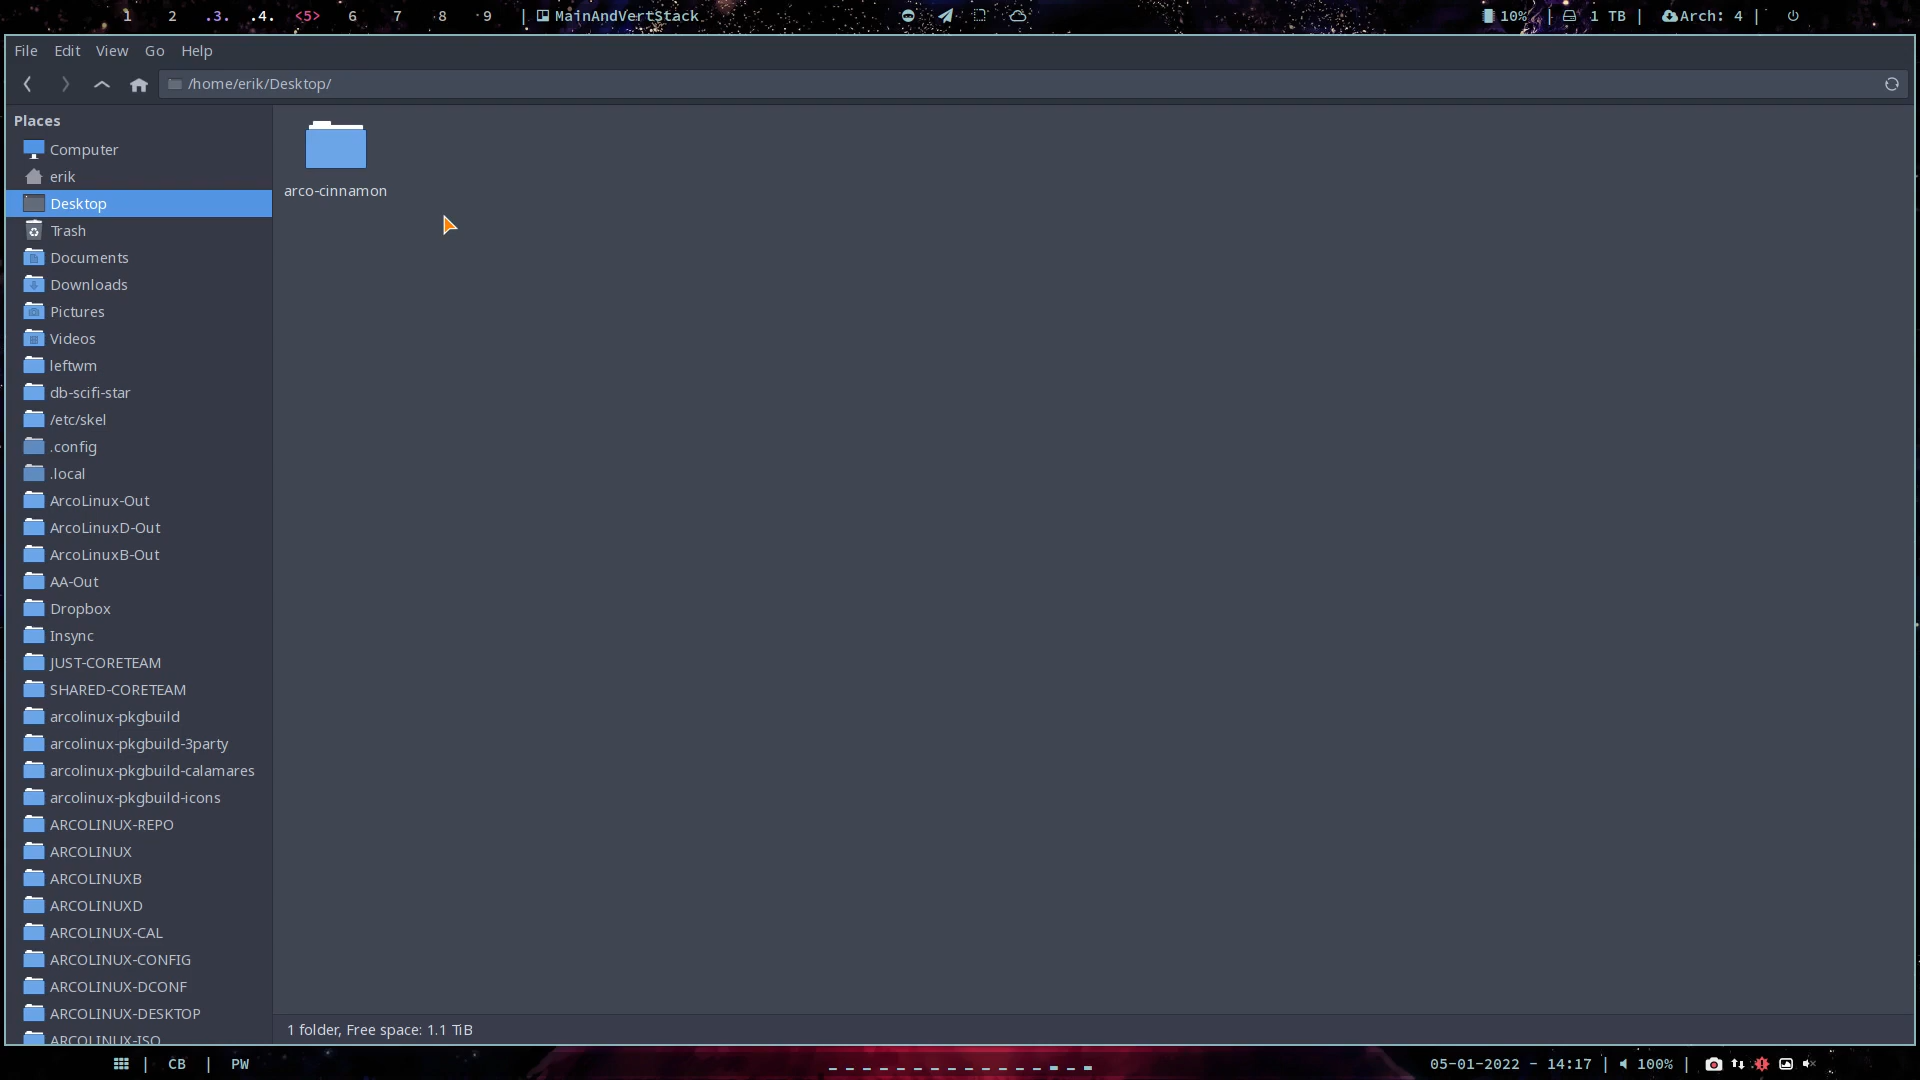 1 2 .3. .4. <5> 6 7 8 9 | MainAndVertStack 10% | 1 TB | Arch: 4 |
File Edit View Go Help
/home/erik/Desktop/
Places
Computer
erik
Desktop
Trash
Documents
Downloads
Pictures
Videos
leftwm
db-scifi-star
/etc/skel
.config
.local
ArcoLinux-Out
ArcoLinuxD-Out
ArcoLinuxB-Out
AA-Out
Dropbox
Insync
JUST-CORETEAM
SHARED-CORETEAM
arcolinux-pkgbuild
arcolinux-pkgbuild-3party
arcolinux-pkgbuild-calamares
arcolinux-pkgbuild-icons
ARCOLINUX-REPO
ARCOLINUX
ARCOLINUXB
ARCOLINUXD
ARCOLINUX-CAL
ARCOLINUX-CONFIG
ARCOLINUX-DCONF
ARCOLINUX-DESKTOP
ARCOLINUX-ISO
arco-cinnamon
1 folder, Free space: 1.1 TiB
| CB | PW 05-01-2022 - 14:17 | 100% |